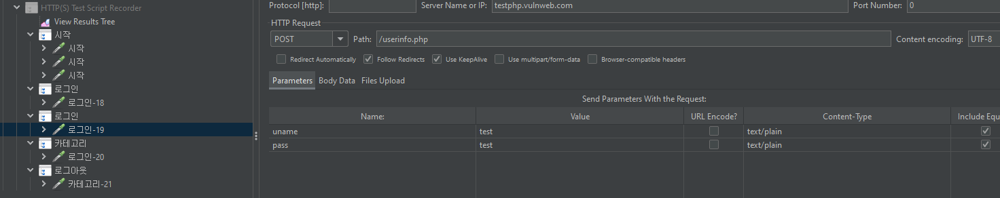 HTTP(S) Test Script Recorder
View Results Tree
시작
시작
시작
시작
로그인
로그인-18
로그인
로그인-19
카테고리
로그인-20
로그아웃
카테고리-21
Protocol [http]: Server Name or IP: testphp.vulnweb.com Port Number: 0
HTTP Request
POST Path: /userinfo.php Content encoding: UTF-8
Redirect Automatically Follow Redirects Use KeepAlive Use multipart/form-data Browser-compatible headers
Parameters Body Data Files Upload
Send Parameters With the Request:
Name: Value URL Encode? Content-Type Include Equ
uname test text/plain
pass test text/plain